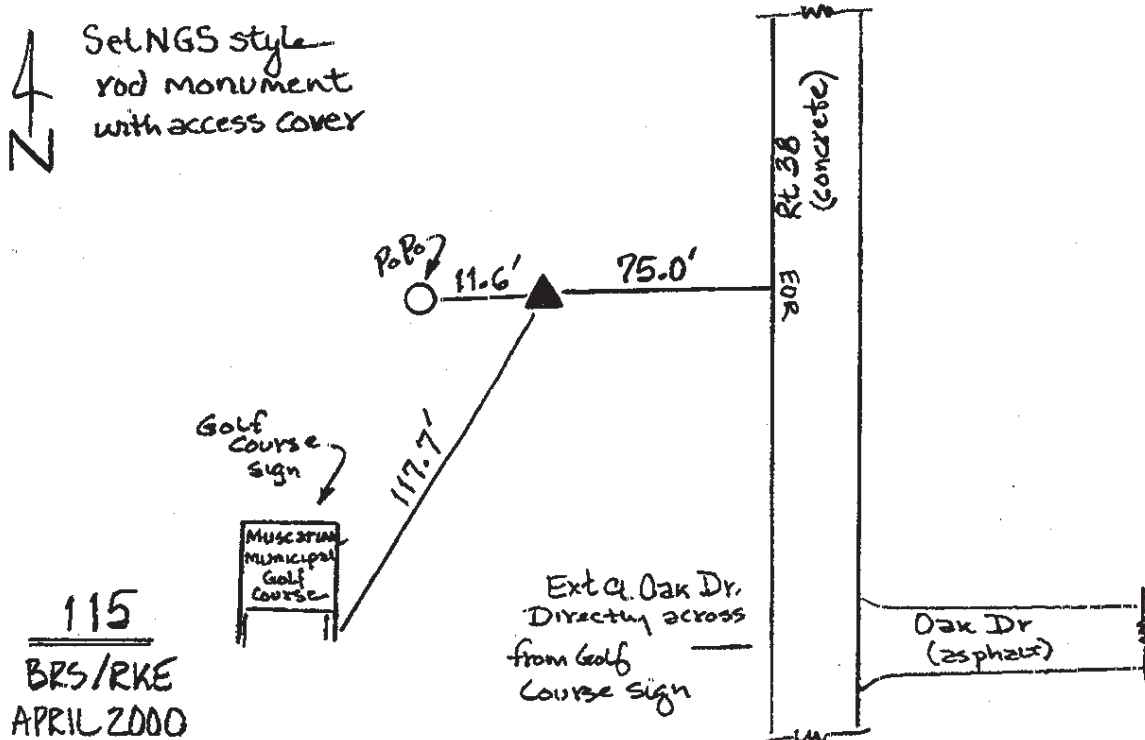 N
Set NGS style
rod monument
with access cover
Rt 38
(concrete)
P.P.
11.6'
75.0'
EOR
117.7'
Golf
Course
sign
Muscatine
Municipal
Golf
Course
115
BRS/RKE
APRIL 2000
Ext ℄ Oak Dr.
Directly across
from Golf
Course sign
Oak Dr
(asphalt)